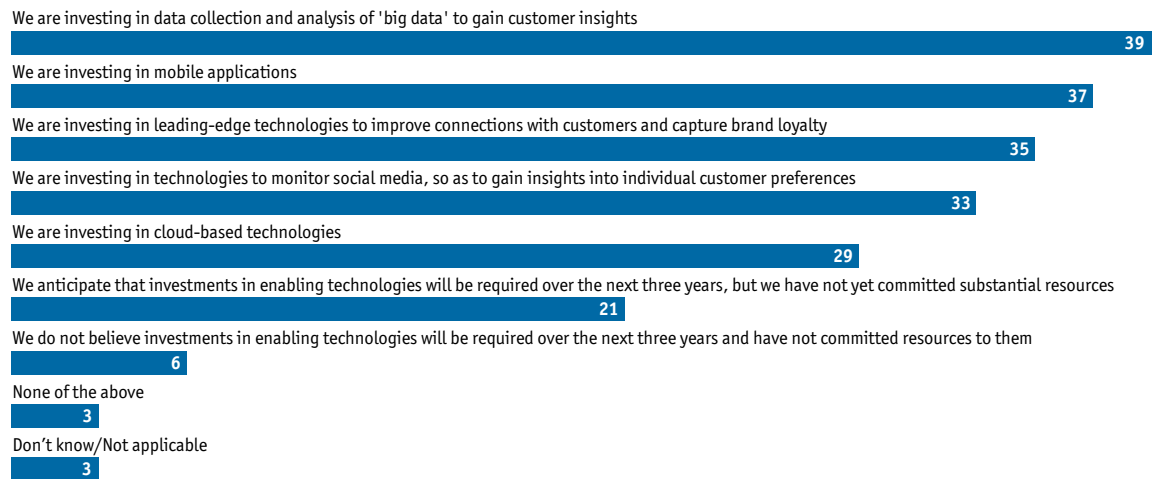 We are investing in data collection and analysis of 'big data' to gain customer insights
39
We are investing in mobile applications
37
We are investing in leading-edge technologies to improve connections with customers and capture brand loyalty
35
We are investing in technologies to monitor social media, so as to gain insights into individual customer preferences
33
We are investing in cloud-based technologies
29
We anticipate that investments in enabling technologies will be required over the next three years, but we have not yet committed substantial resources
21
We do not believe investments in enabling technologies will be required over the next three years and have not committed resources to them
6
None of the above
3
Don’t know/Not applicable
3